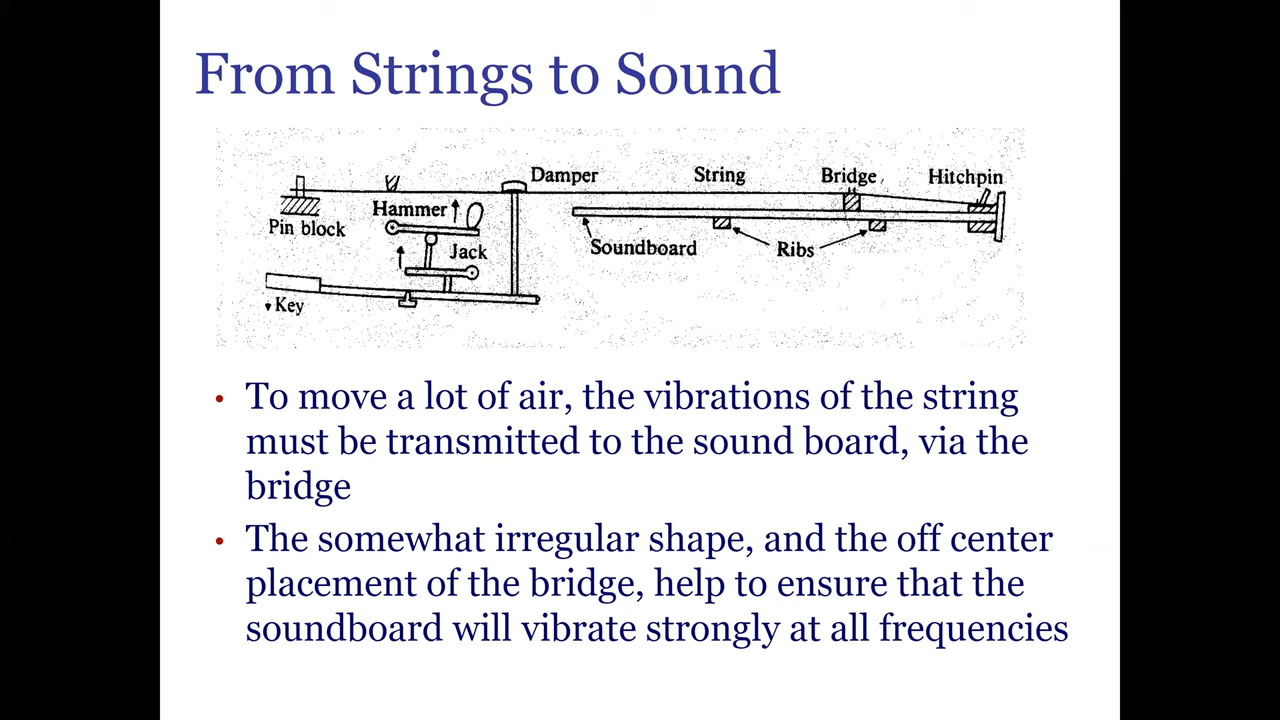 From Strings to Sound
Damper String Bridge Hitchpin
Hammer
Pin block
Jack Soundboard Ribs
Key
• To move a lot of air, the vibrations of the string
must be transmitted to the sound board, via the
bridge
• The somewhat irregular shape, and the off center
placement of the bridge, help to ensure that the
soundboard will vibrate strongly at all frequencies